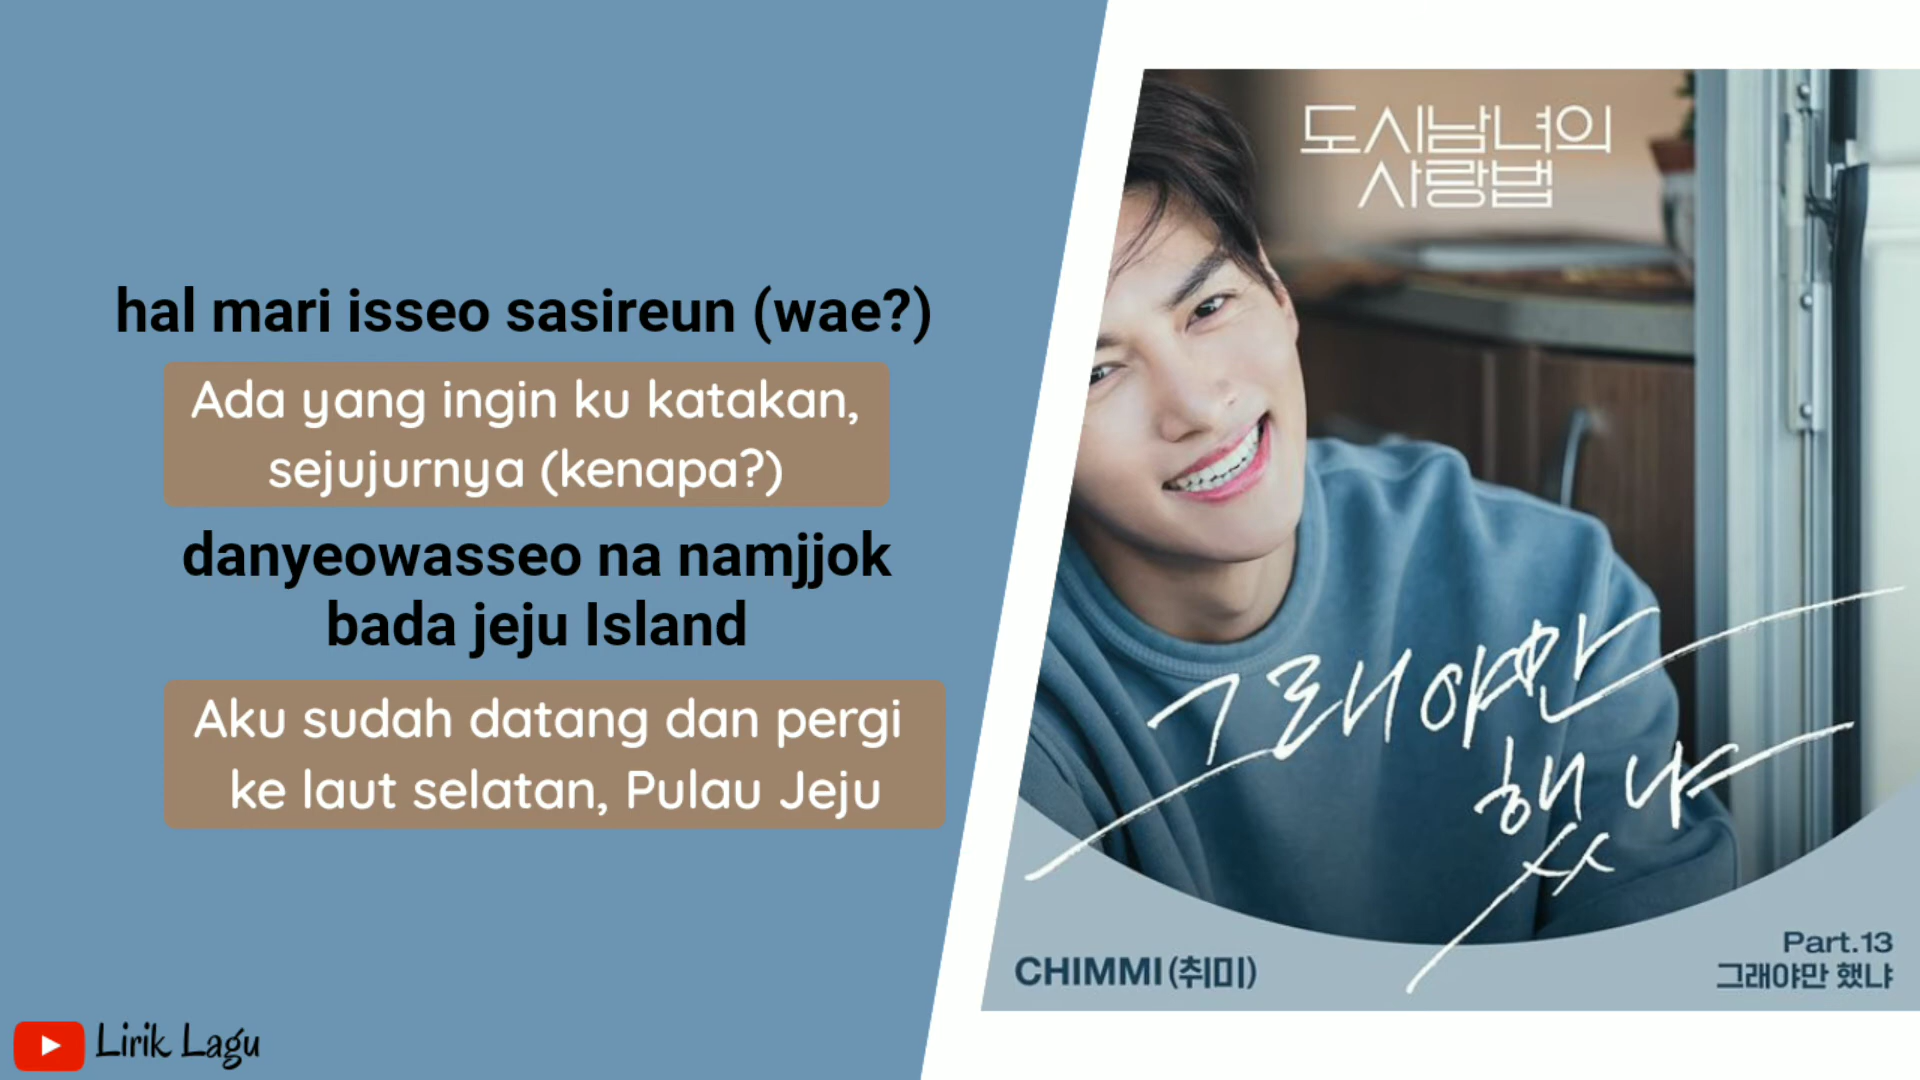 hal mari isseo sasireun (wae?)
Ada yang ingin ku katakan,
sejujurnya (kenapa?)
danyeowasseo na namjjok
bada jeju Island
Aku sudah datang dan pergi
ke laut selatan, Pulau Jeju
Lirik Lagu
도시남녀의
사랑법
그래야만
했냐
CHIMMI (취미)
Part.13
그래야만 했냐